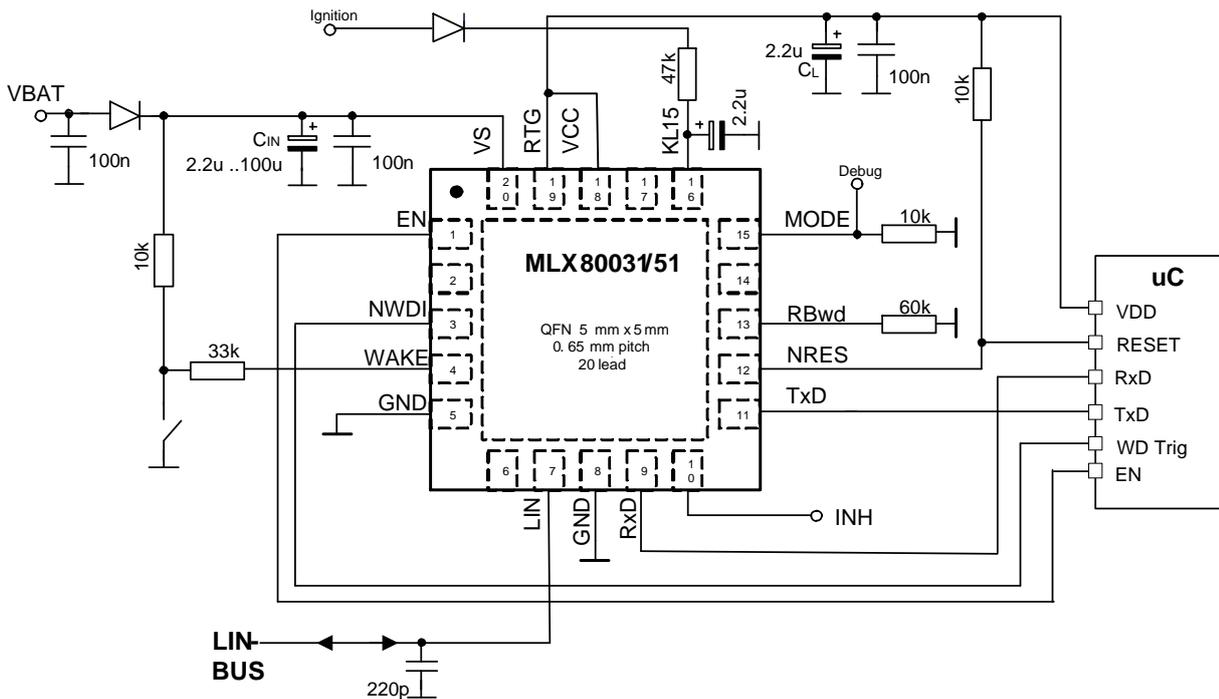 Ignition
VBAT
100n
C_IN
+
2.2u ..100u
100n
10k
33k
VS
RTG
VCC
KL15
47k
+
2.2u
2.2u
+
C_L
100n
10k
Debug
20
19
18
17
16
EN
NWDI
WAKE
GND
1
2
3
4
5
MLX80031/51
QFN 5 mm x 5 mm
0. 65 mm pitch
20 lead
15
14
13
12
11
MODE
10k
RBwd
60k
NRES
TxD
6
7
8
9
10
LIN
GND
RxD
INH
uC
VDD
RESET
RxD
TxD
WD Trig
EN
LIN-
BUS
220p